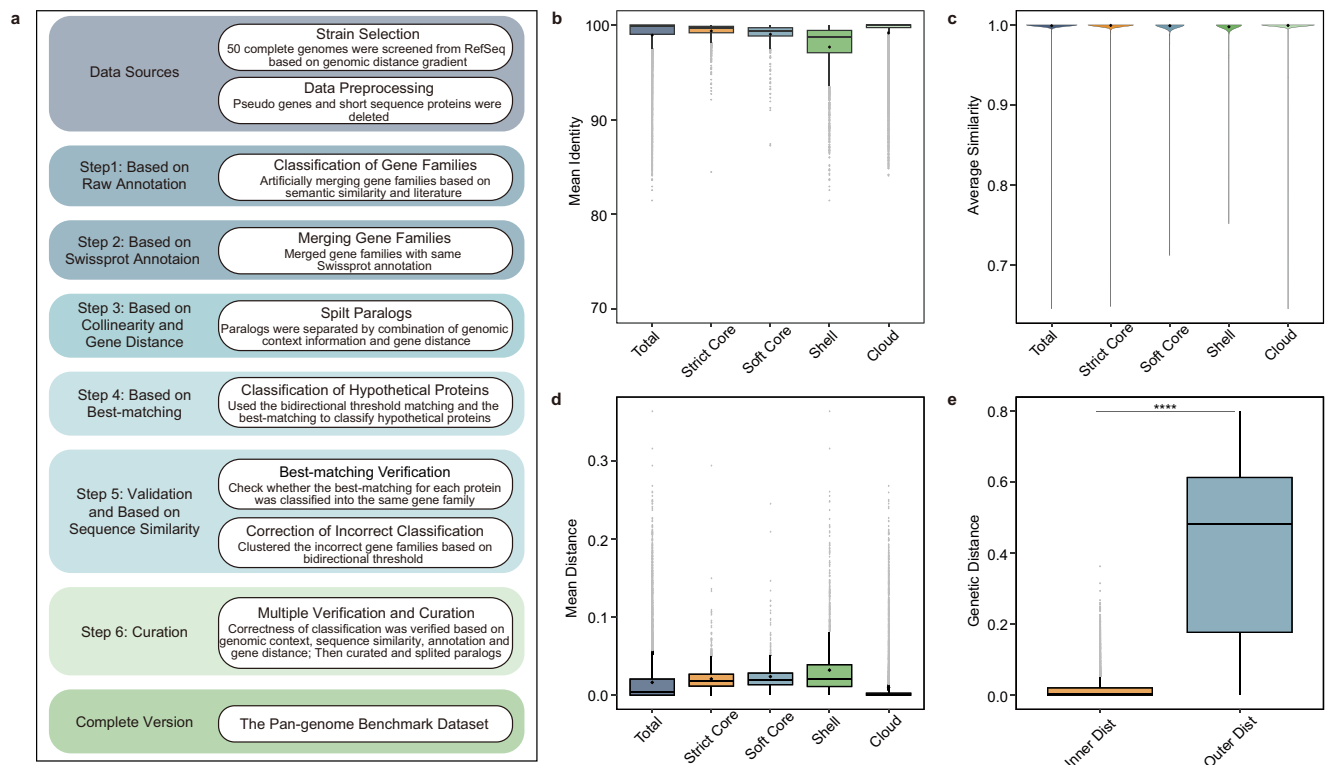 a
Data Sources
Strain Selection
50 complete genomes were screened from RefSeq
based on genomic distance gradient
Data Preprocessing
Pseudo genes and short sequence proteins were
deleted
Step1: Based on
Raw Annotation
Classification of Gene Families
Artificially merging gene families based on
semantic similarity and literature
Step 2: Based on
Swissprot Annotaion
Merging Gene Families
Merged gene families with same
Swissprot annotation
Step 3: Based on
Collinearity and
Gene Distance
Spilt Paralogs
Paralogs were separated by combination of genomic
context information and gene distance
Step 4: Based on
Best-matching
Classification of Hypothetical Proteins
Used the bidirectional threshold matching and the
best-matching to classify hypothetical proteins
Step 5: Validation
and Based on
Sequence Similarity
Best-matching Verification
Check whether the best-matching for each protein
was classified into the same gene family
Correction of Incorrect Classification
Clustered the incorrect gene families based on
bidirectional threshold
Step 6: Curation
Multiple Verification and Curation
Correctness of classification was verified based on
genomic context, sequence similarity, annotation and
gene distance; Then curated and splited paralogs
Complete Version
The Pan-genome Benchmark Dataset
b
Mean Identity
100
90
80
70
Total
Strict Core
Soft Core
Shell
Cloud
c
Average Similarity
1.0
0.9
0.8
0.7
Total
Strict Core
Soft Core
Shell
Cloud
d
Mean Distance
0.3
0.2
0.1
0.0
Total
Strict Core
Soft Core
Shell
Cloud
e
Genetic Distance
0.8
0.6
0.4
0.2
0.0
****
Inner Dist
Outer Dist